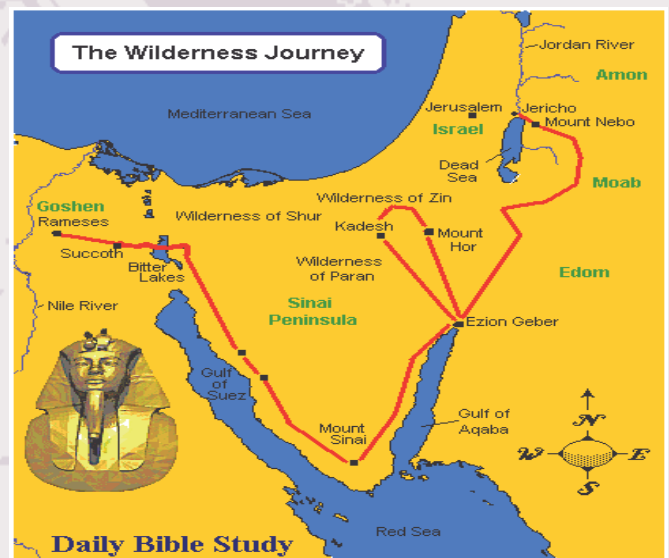 The Wilderness Journey
Jordan River
Amon
Mediterranean Sea
Jerusalem
Jericho
Mount Nebo
Israel
Dead
Sea
Moab
Goshen
Rameses
Wilderness of Zin
Wilderness of Shur
Kadesh
Mount
Hor
Succoth
Bitter
Lakes
Wilderness
of Paran
Edom
Nile River
Sinai
Peninsula
Ezion Geber
Gulf
of
Suez
Mount
Sinai
Gulf of
Aqaba
N
W
E
S
Red Sea
Daily Bible Study